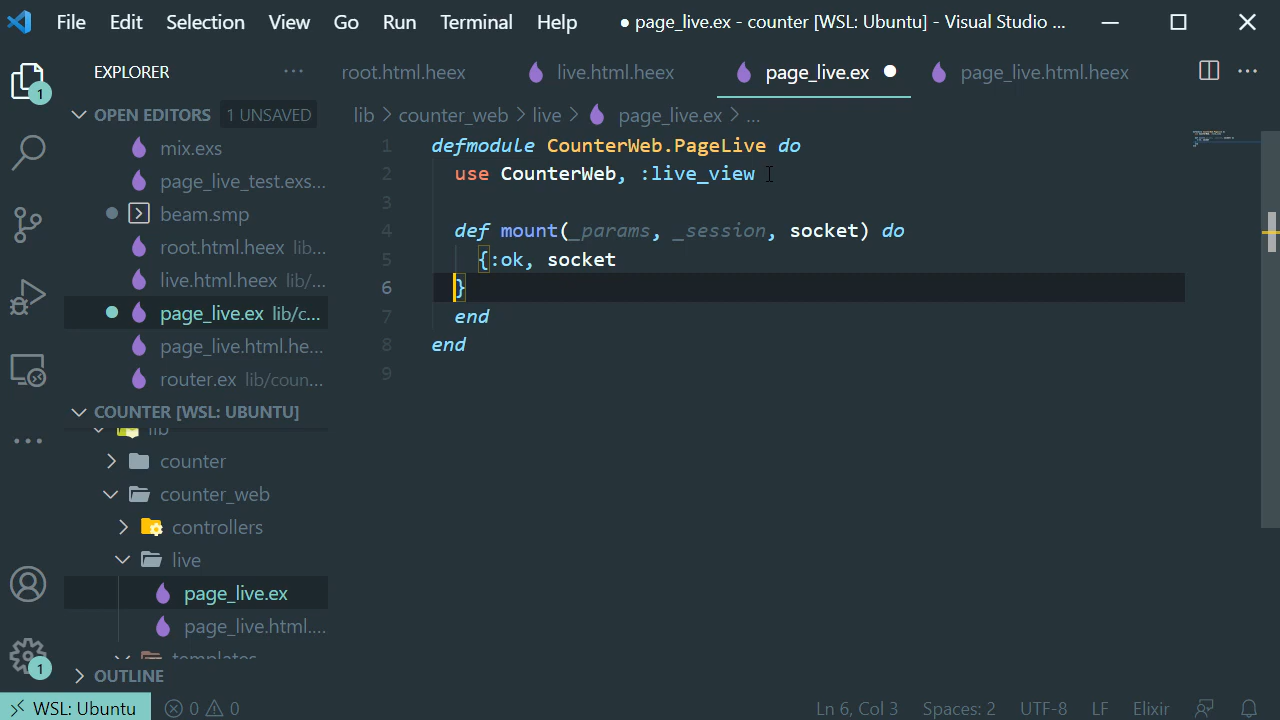 File Edit Selection View Go Run Terminal Help ● page_live.ex - counter [WSL: Ubuntu] - Visual Studio ...
EXPLORER ...
root.html.heex live.html.heex page_live.ex page_live.html.heex ...
1
OPEN EDITORS 1 UNSAVED
lib > counter_web > live > page_live.ex > ...
mix.exs
page_live_test.exs...
beam.smp
root.html.heex lib...
live.html.heex lib/...
page_live.ex lib/c...
page_live.html.he...
router.ex lib/coun...
COUNTER [WSL: UBUNTU]
lib
counter
counter_web
controllers
live
page_live.ex
page_live.html....
templates
OUTLINE
1
1 defmodule CounterWeb.PageLive do
2 use CounterWeb, :live_view
3
4 def mount(_params, _session, socket) do
5 {:ok, socket
6 }
7 end
8 end
9
WSL: Ubuntu 0 0 Ln 6, Col 3 Spaces: 2 UTF-8 LF Elixir